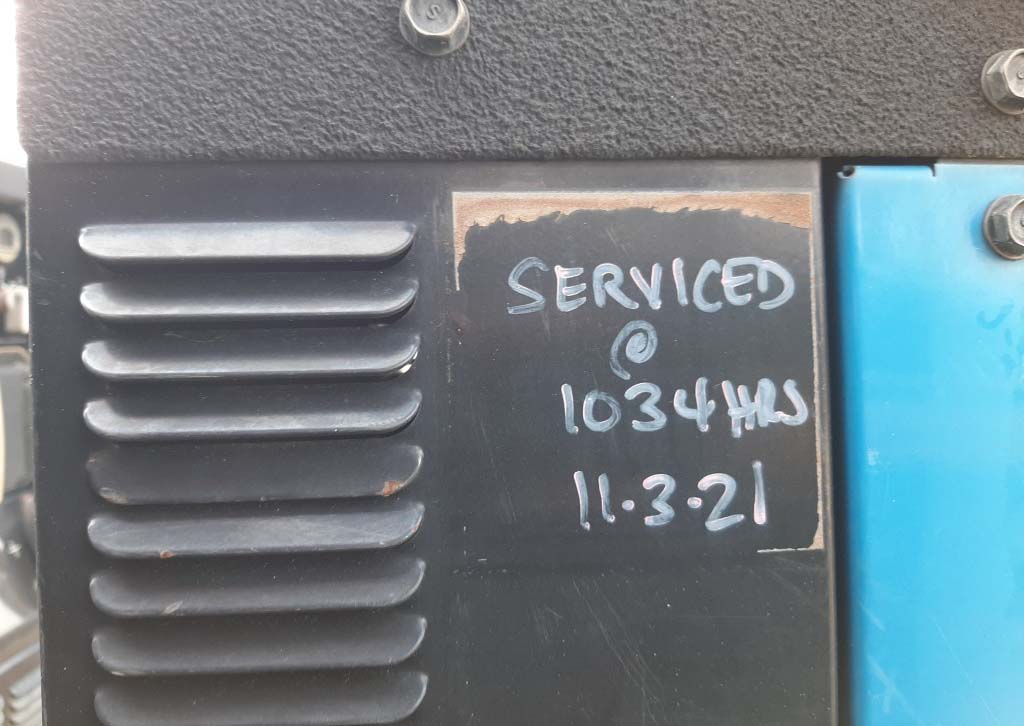 SERVICED
@
1034 HRS
11.3.21